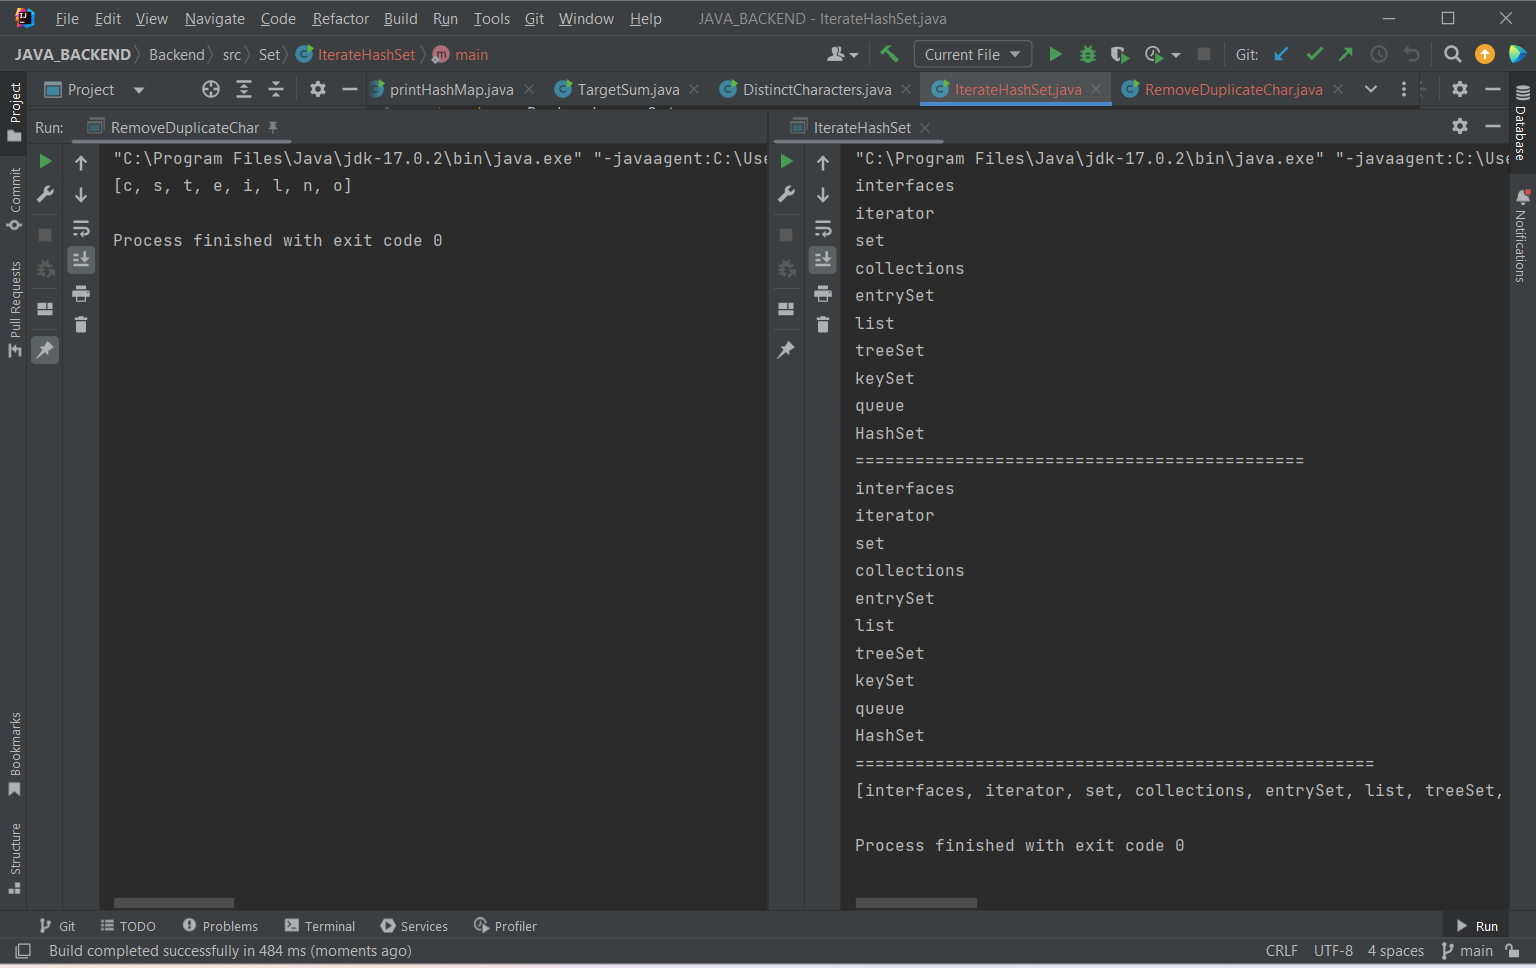 File Edit View Navigate Code Refactor Build Run Tools Git Window Help JAVA_BACKEND - IterateHashSet.java
JAVA_BACKEND Backend src Set IterateHashSet main Current File Git:
Project printHashMap.java TargetSum.java DistinctCharacters.java IterateHashSet.java RemoveDuplicateChar.java
Run: RemoveDuplicateChar
"C:\Program Files\Java\jdk-17.0.2\bin\java.exe" "-javaagent:C:\Use
[c, s, t, e, i, l, n, o]
Process finished with exit code 0
IterateHashSet
"C:\Program Files\Java\jdk-17.0.2\bin\java.exe" "-javaagent:C:\Use
interfaces
iterator
set
collections
entrySet
list
treeSet
keySet
queue
HashSet
=============================================
interfaces
iterator
set
collections
entrySet
list
treeSet
keySet
queue
HashSet
====================================================
[interfaces, iterator, set, collections, entrySet, list, treeSet,
Process finished with exit code 0
Project
Commit
Pull Requests
Bookmarks
Structure
Database
Notifications
Git TODO Problems Terminal Services Profiler Run
Build completed successfully in 484 ms (moments ago) CRLF UTF-8 4 spaces main